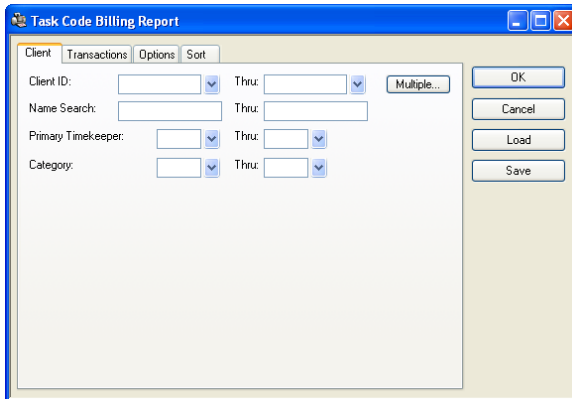 Task Code Billing Report
Client Transactions Options Sort
Client ID: Thru: Multiple... OK
Name Search: Thru: Cancel
Primary Timekeeper: Thru: Load
Category: Thru: Save